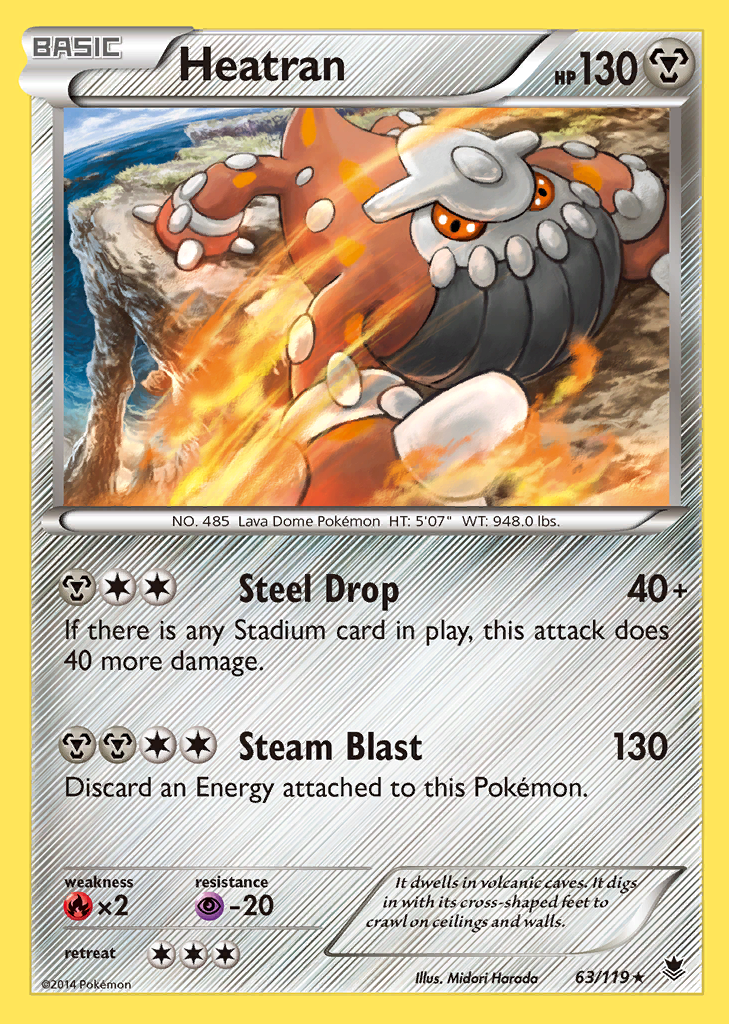 BASIC Heatran HP 130
NO. 485 Lava Dome Pokémon HT: 5'07" WT: 948.0 lbs.
Steel Drop 40+
If there is any Stadium card in play, this attack does
40 more damage.
Steam Blast 130
Discard an Energy attached to this Pokémon.
weakness resistance
×2 -20
retreat
It dwells in volcanic caves. It digs
in with its cross-shaped feet to
crawl on ceilings and walls.
©2014 Pokémon Illus. Midori Harada 63/119 ★